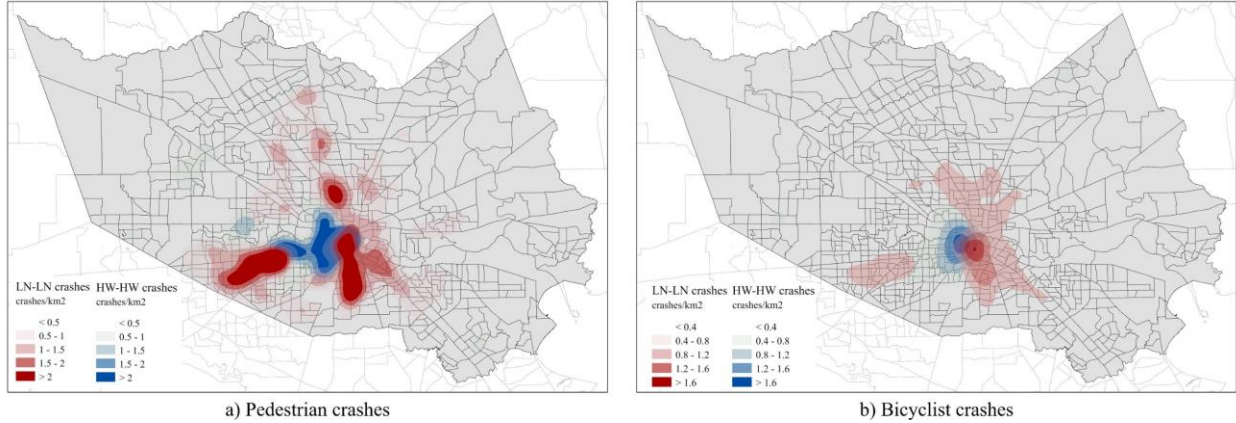 LN-LN crashes HW-HW crashes
crashes/km2 crashes/km2
< 0.5 < 0.5
0.5 - 1 0.5 - 1
1 - 1.5 1 - 1.5
1.5 - 2 1.5 - 2
> 2 > 2
a) Pedestrian crashes
LN-LN crashes HW-HW crashes
crashes/km2 crashes/km2
< 0.4 < 0.4
0.4 - 0.8 0.4 - 0.8
0.8 - 1.2 0.8 - 1.2
1.2 - 1.6 1.2 - 1.6
> 1.6 > 1.6
b) Bicyclist crashes